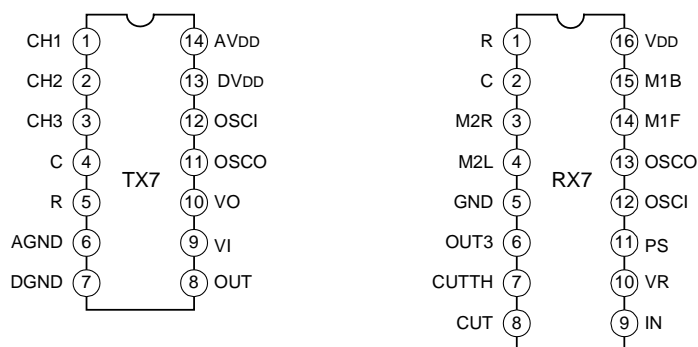 CH1 1 14 AVDD
CH2 2 13 DVDD
CH3 3 12 OSCI
C 4 11 OSCO
TX7
R 5 10 VO
AGND 6 9 VI
DGND 7 8 OUT
R 1 16 VDD
C 2 15 M1B
M2R 3 14 M1F
M2L 4 13 OSCO
RX7
GND 5 12 OSCI
OUT3 6 11 PS
CUTTH 7 10 VR
CUT 8 9 IN